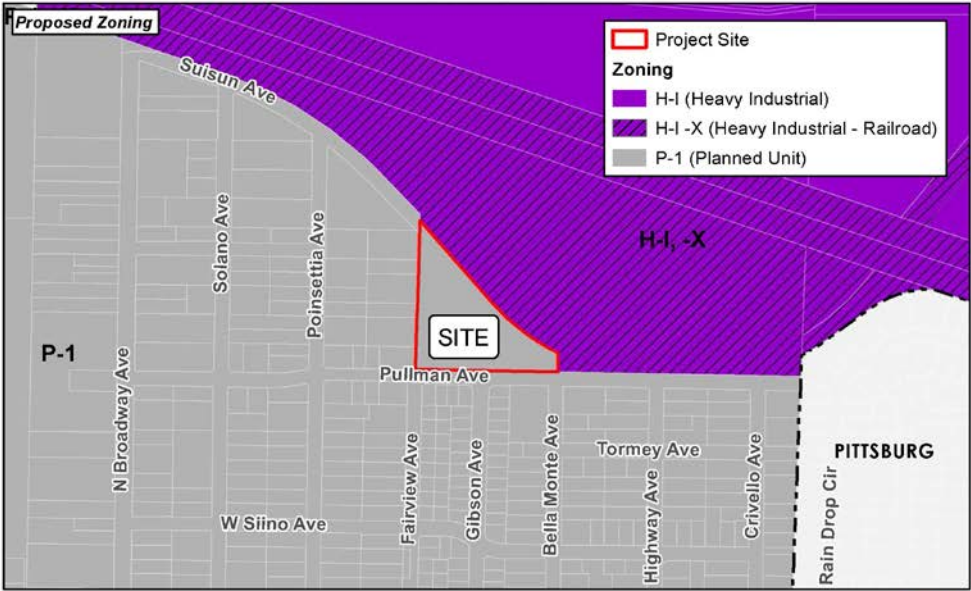 Proposed Zoning
Project Site
Zoning
H-I (Heavy Industrial)
H-I -X (Heavy Industrial - Railroad)
P-1 (Planned Unit)
Suisun Ave
Solano Ave
Poinsettia Ave
H-I, -X
SITE
P-1
Pullman Ave
N Broadway Ave
Fairview Ave
Gibson Ave
Bella Monte Ave
Tormey Ave
Highway Ave
Crivello Ave
PITTSBURG
Rain Drop Cir
W Siino Ave